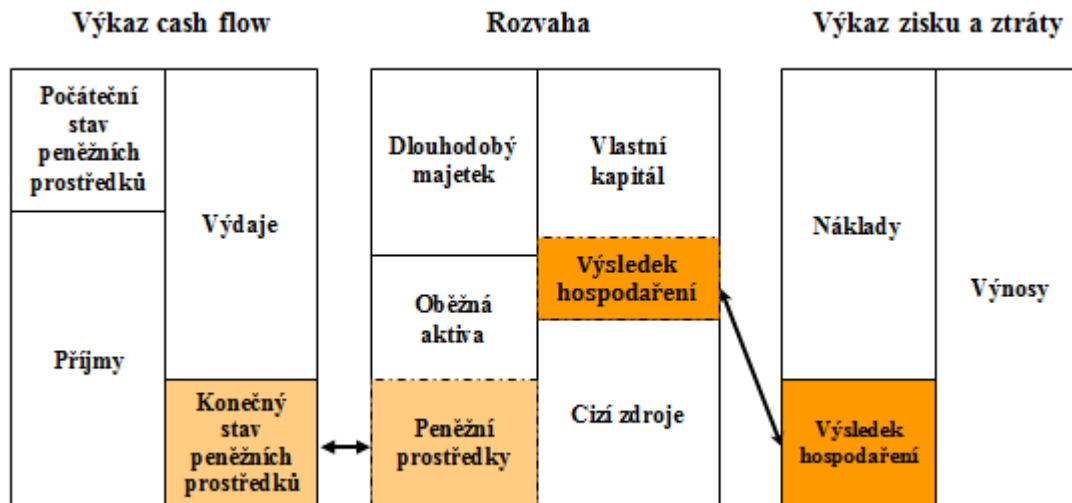 Výkaz cash flow
Počáteční
stav
peněžních
prostředků
Příjmy
Výdaje
Konečný
stav
peněžních
prostředků
Rozvaha
Dlouhodobý
majetek
Oběžná
aktiva
Peněžní
prostředky
Vlastní
kapitál
Výsledek
hospodaření
Cizí zdroje
Výkaz zisku a ztráty
Náklady
Výsledek
hospodaření
Výnosy